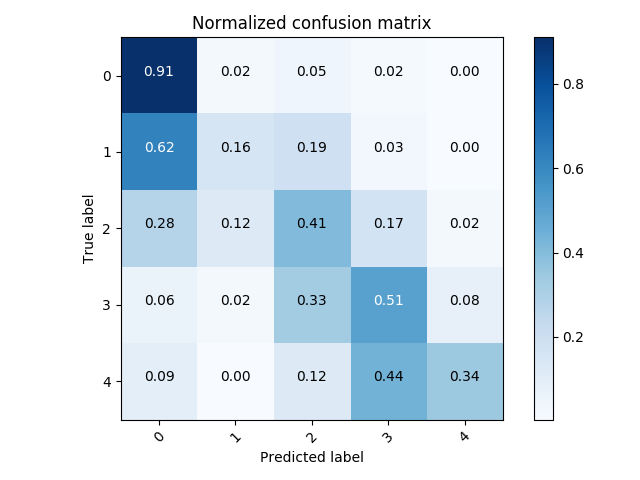 Normalized confusion matrix
True label
0 0.91 0.02 0.05 0.02 0.00
1 0.62 0.16 0.19 0.03 0.00
2 0.28 0.12 0.41 0.17 0.02
3 0.06 0.02 0.33 0.51 0.08
4 0.09 0.00 0.12 0.44 0.34
0 1 2 3 4
Predicted label
0.8
0.6
0.4
0.2